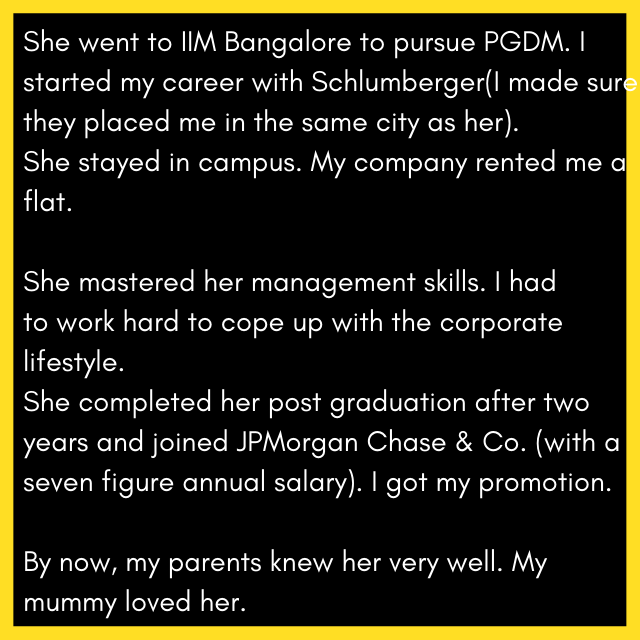 She went to IIM Bangalore to pursue PGDM. I
started my career with Schlumberger(I made sure
they placed me in the same city as her).
She stayed in campus. My company rented me a
flat.
She mastered her management skills. I had
to work hard to cope up with the corporate
lifestyle.
She completed her post graduation after two
years and joined JPMorgan Chase & Co. (with a
seven figure annual salary). I got my promotion.
By now, my parents knew her very well. My
mummy loved her.